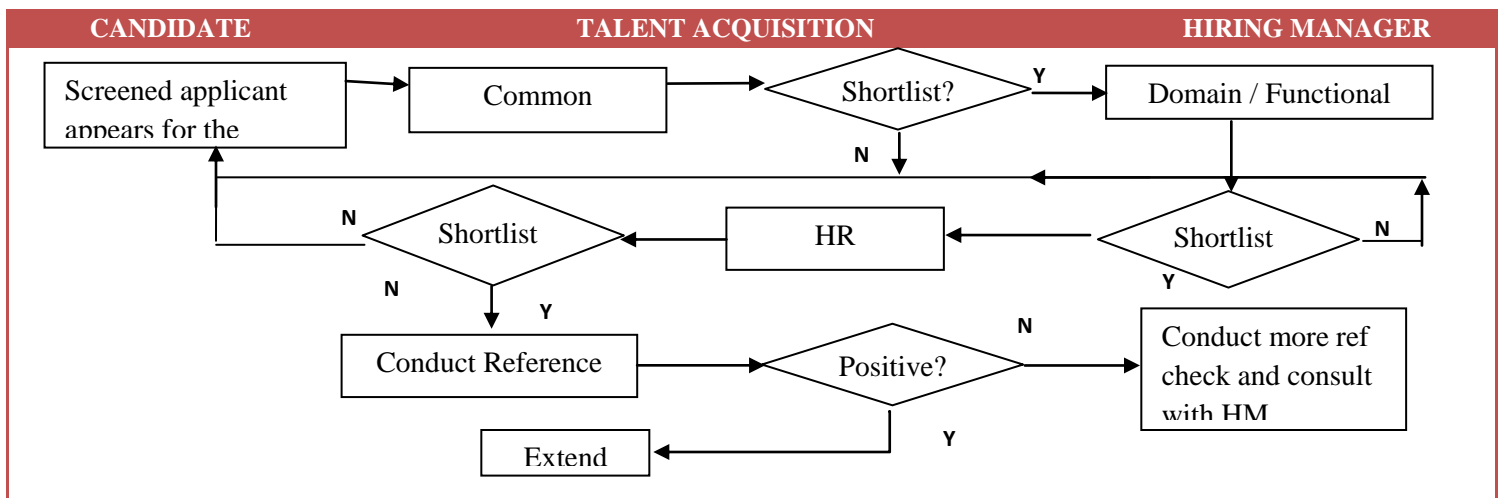 CANDIDATE TALENT ACQUISITION HIRING MANAGER
Screened applicant
appears for the
Common
Shortlist?
Y
Domain / Functional
N
N
Shortlist
HR
Shortlist
N
Y
N
Y
Conduct Reference
Positive?
N
Conduct more ref
check and consult
with HM
Y
Extend